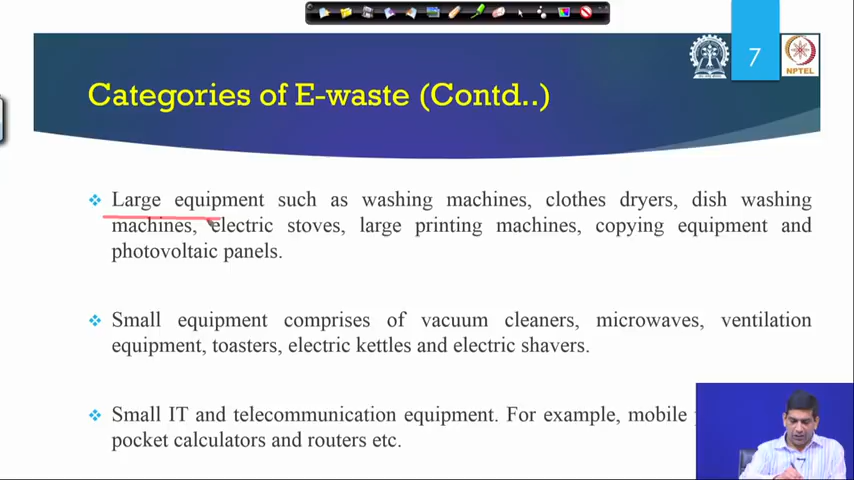 7
NPTEL
Categories of E-waste (Contd..)
Large equipment such as washing machines, clothes dryers, dish washing
machines, electric stoves, large printing machines, copying equipment and
photovoltaic panels.
Small equipment comprises of vacuum cleaners, microwaves, ventilation
equipment, toasters, electric kettles and electric shavers.
Small IT and telecommunication equipment. For example, mobile
pocket calculators and routers etc.